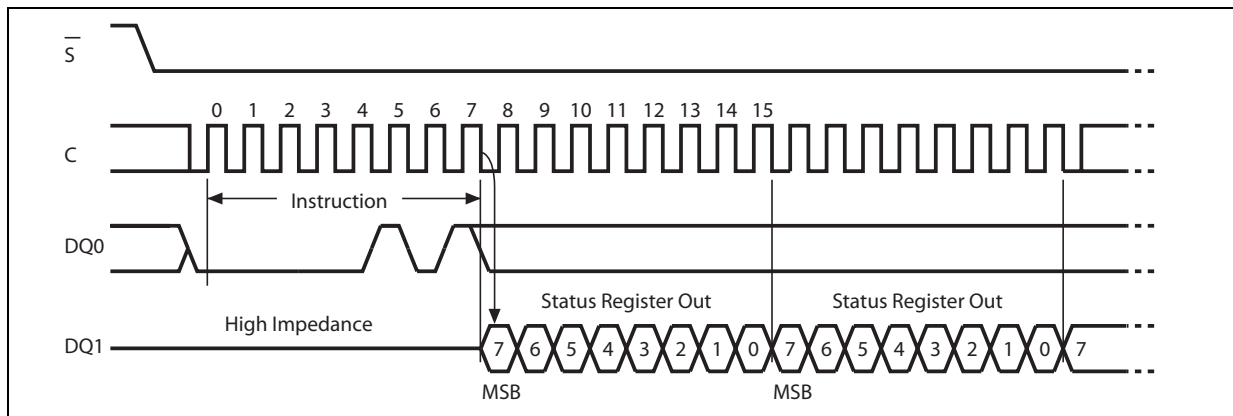 S
0 1 2 3 4 5 6 7 8 9 10 11 12 13 14 15
C
Instruction
DQ0
Status Register Out Status Register Out
High Impedance
DQ1 7 6 5 4 3 2 1 0 7 6 5 4 3 2 1 0 7
MSB MSB